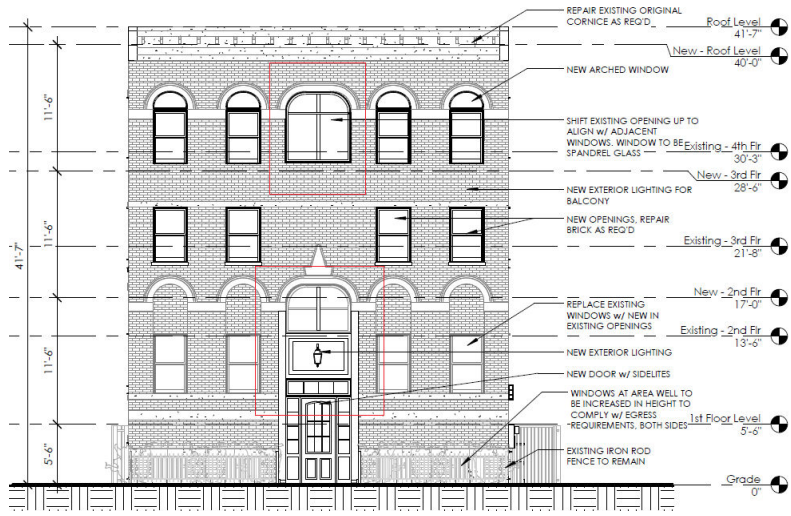 REPAIR EXISTING ORIGINAL
CORNICE AS REQ'D
Roof Level
41'-7"
New - Roof Level
40'-0"
NEW ARCHED WINDOW
11'-6"
SHIFT EXISTING OPENING UP TO
ALIGN w/ ADJACENT
WINDOWS. WINDOW TO BE
SPANDREL GLASS
Existing - 4th Flr
30'-3"
New - 3rd Flr
28'-6"
NEW EXTERIOR LIGHTING FOR
BALCONY
NEW OPENINGS, REPAIR
BRICK AS REQ'D
11'-6"
41'-7"
Existing - 3rd Flr
21'-8"
New - 2nd Flr
17'-0"
REPLACE EXISTING
WINDOWS w/ NEW IN
EXISTING OPENINGS
Existing - 2nd Flr
13'-6"
11'-6"
NEW EXTERIOR LIGHTING
NEW DOOR w/ SIDELITES
WINDOWS AT AREA WELL TO
BE INCREASED IN HEIGHT TO
COMPLY w/ EGRESS
REQUIREMENTS, BOTH SIDES
1st Floor Level
5'-6"
5'-6"
EXISTING IRON ROD
FENCE TO REMAIN
Grade
0"